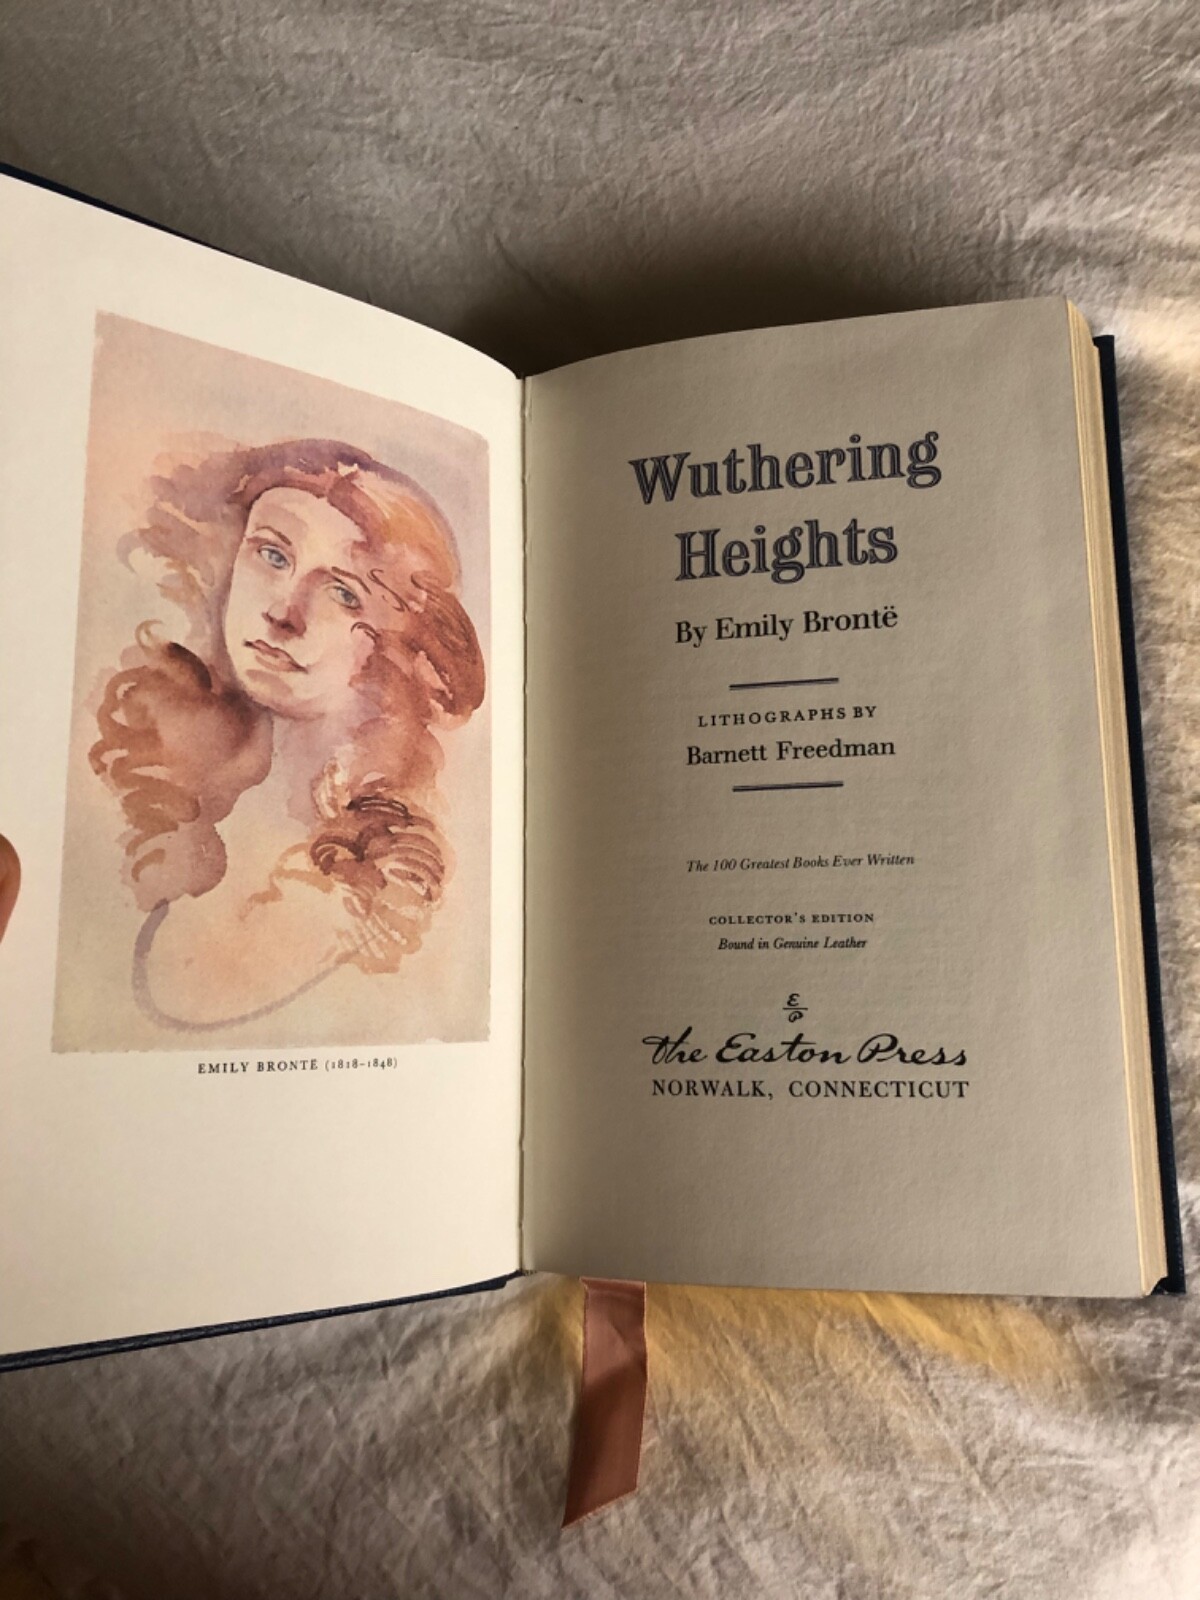 EMILY BRONTË (1818–1848)
Wuthering
Heights
By Emily Brontë
LITHOGRAPHS BY
Barnett Freedman
The 100 Greatest Books Ever Written
COLLECTOR'S EDITION
Bound in Genuine Leather
E
P
the Easton Press
NORWALK, CONNECTICUT